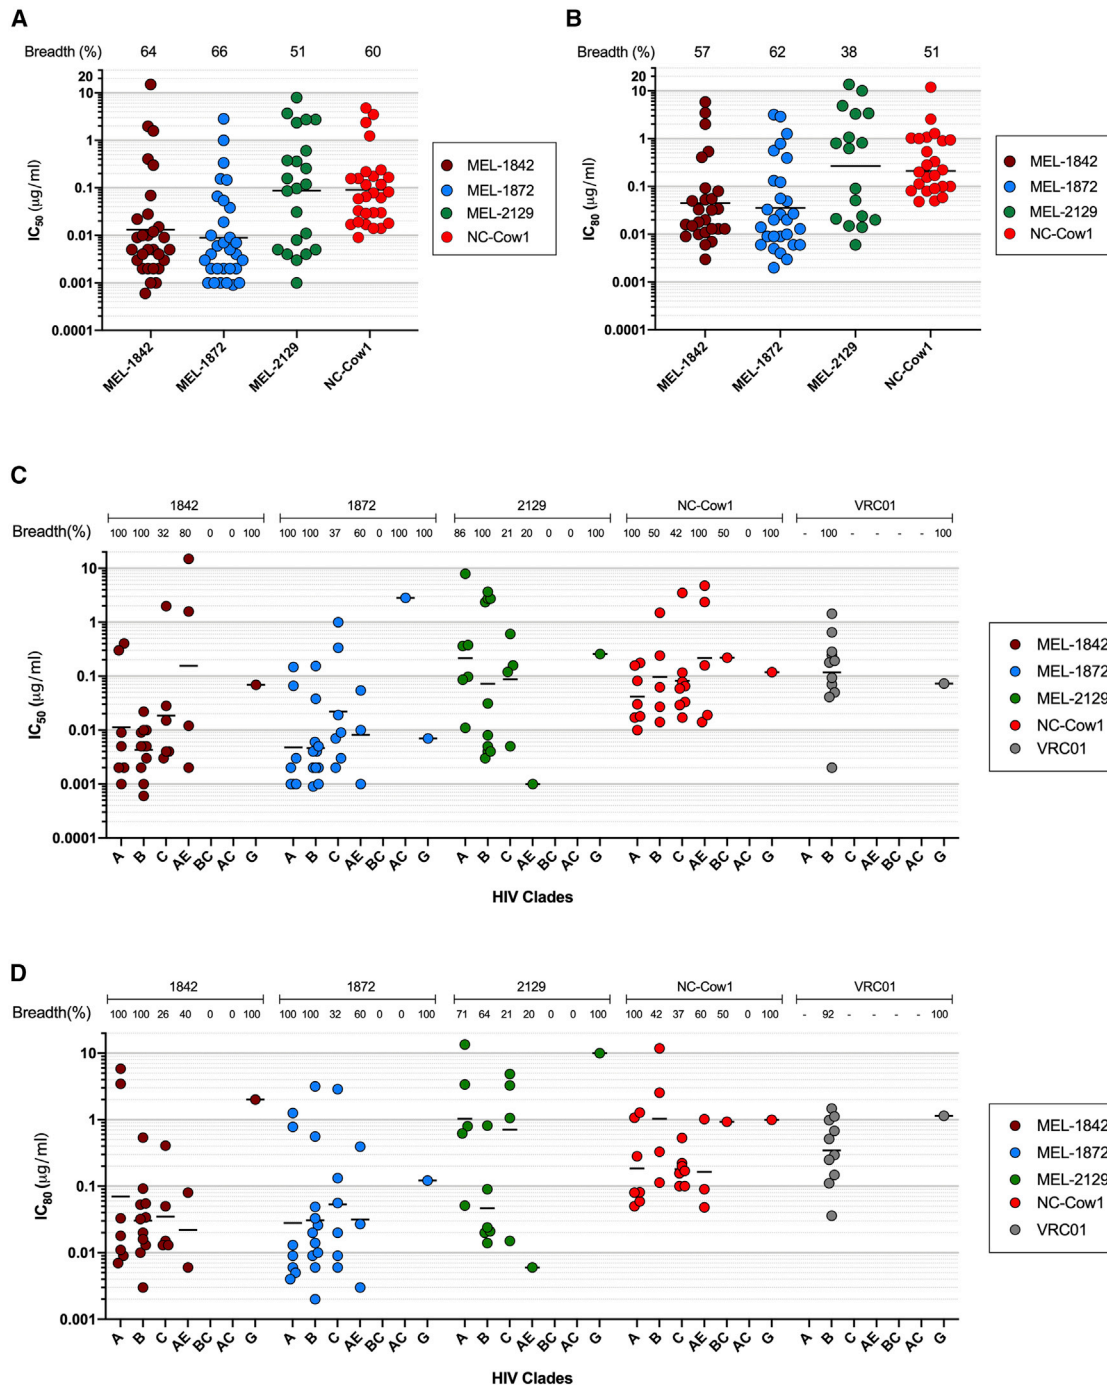 A
Breadth (%) 64 66 51 60
20
10
1
0.1
0.01
0.001
0.0001
IC50 (μg/ml)
MEL-1842 MEL-1872 MEL-2129 NC-Cow1
MEL-1842
MEL-1872
MEL-2129
NC-Cow1
B
Breadth (%) 57 62 38 51
20
10
1
0.1
0.01
0.001
0.0001
IC80 (μg/ml)
MEL-1842 MEL-1872 MEL-2129 NC-Cow1
MEL-1842
MEL-1872
MEL-2129
NC-Cow1
C
1842 1872 2129 NC-Cow1 VRC01
Breadth(%) 100 100 32 80 0 0 100 100 100 37 60 0 100 100 86 100 21 20 0 0 100 100 50 42 100 50 0 100 - 100 - - - - 100
10
1
0.1
0.01
0.001
0.0001
IC50 (μg/ml)
A B C AE BC AC G A B C AE BC AC G A B C AE BC AC G A B C AE BC AC G A B C AE BC AC G
HIV Clades
MEL-1842
MEL-1872
MEL-2129
NC-Cow1
VRC01
D
1842 1872 2129 NC-Cow1 VRC01
Breadth(%) 100 100 26 40 0 0 100 100 100 32 60 0 0 100 71 64 21 20 0 0 100 100 42 37 60 50 0 100 - 92 - - - - 100
10
1
0.1
0.01
0.001
IC80 (μg/ml)
A B C AE BC AC G A B C AE BC AC G A B C AE BC AC G A B C AE BC AC G A B C AE BC AC G
HIV Clades
MEL-1842
MEL-1872
MEL-2129
NC-Cow1
VRC01